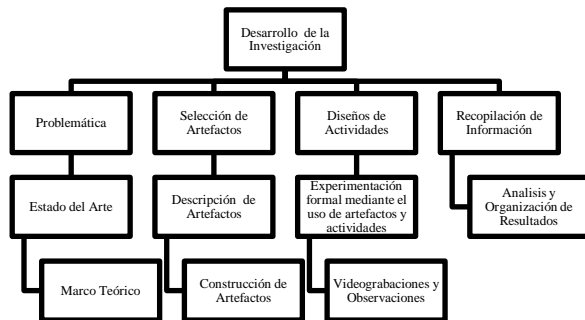 Desarrollo de la
Investigación
Problemática
Selección de
Artefactos
Diseños de
Actividades
Recopilación de
Información
Estado del Arte
Descripción de
Artefactos
Experimentación
formal mediante el
uso de artefactos y
actividades
Analisis y
Organización de
Resultados
Marco Teórico
Construcción de
Artefactos
Videograbaciones y
Observaciones